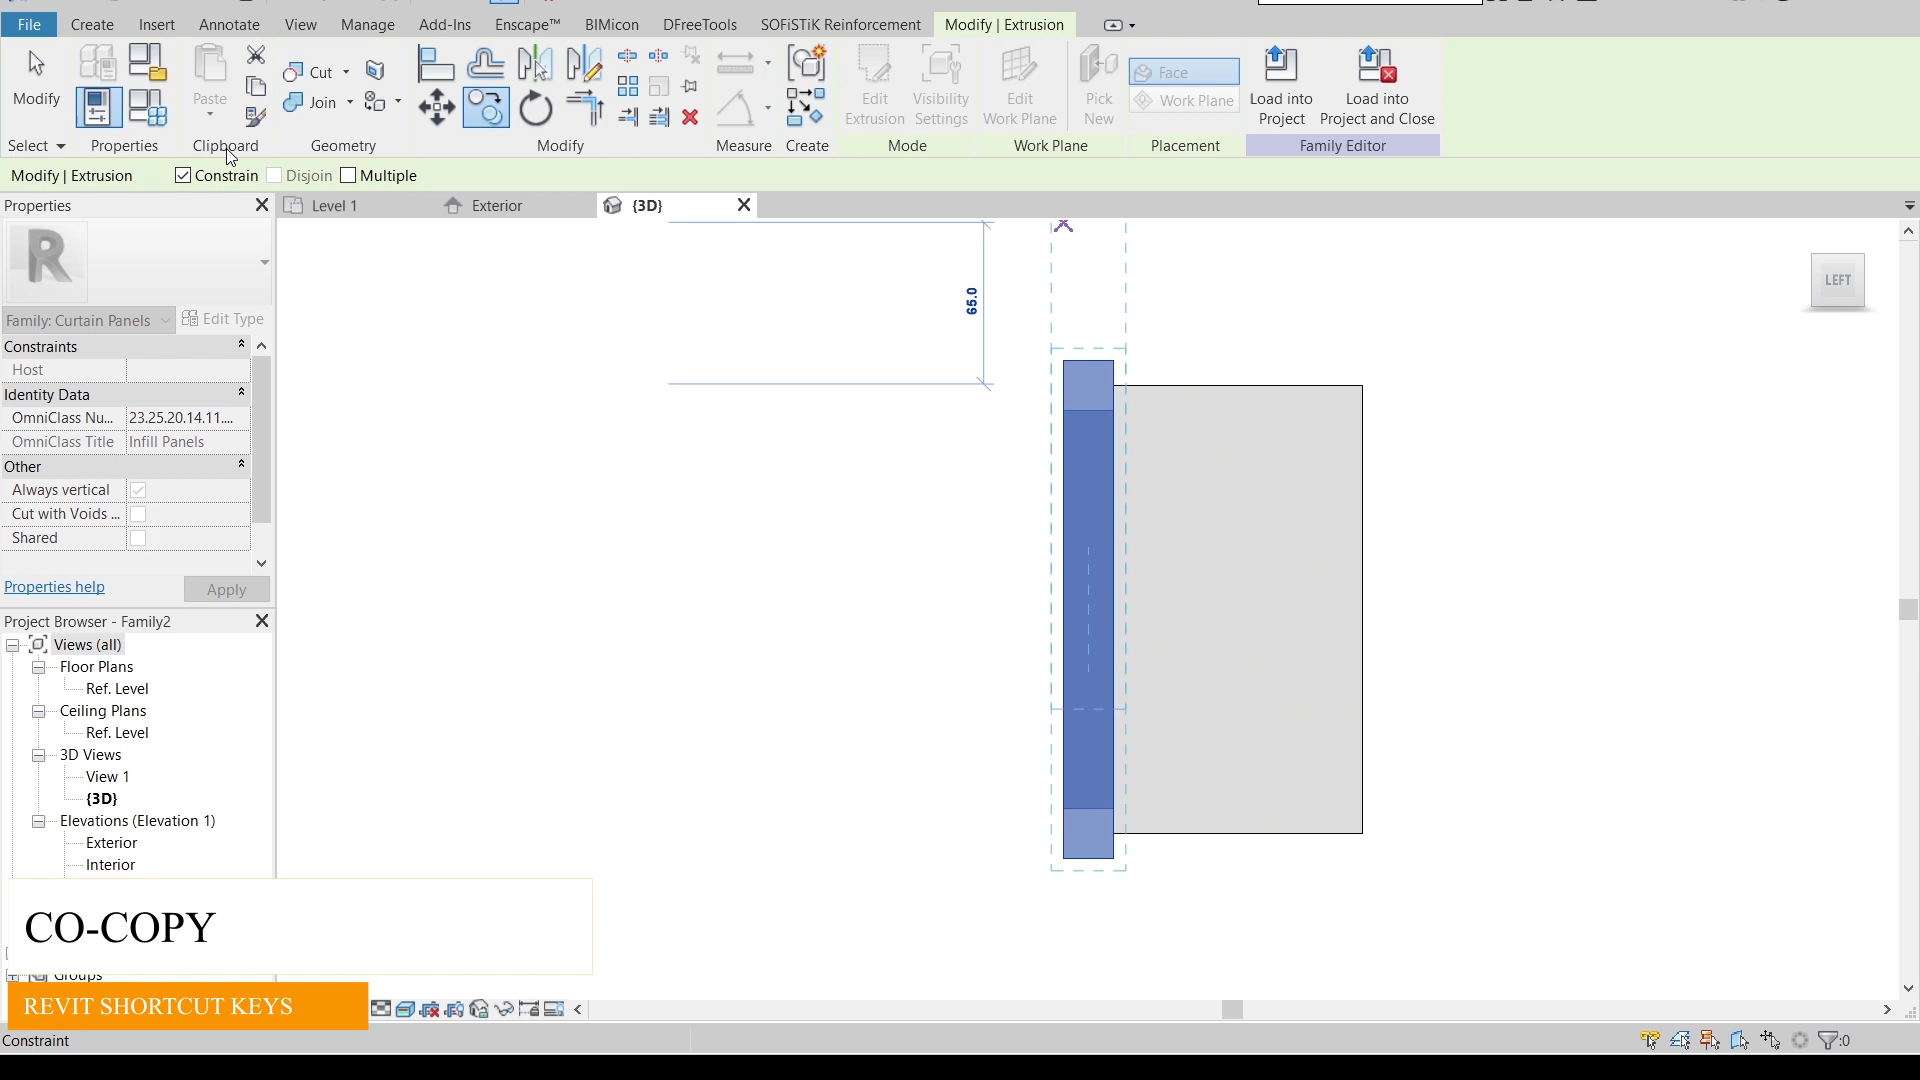 File Create Insert Annotate View Manage Add-Ins Enscape™ BIMicon DFreeTools SOFiSTiK Reinforcement Modify | Extrusion
Modify
Paste
Cut
Join
Edit Extrusion
Visibility Settings
Edit Work Plane
Pick New
Face
Work Plane
Load into Project
Load into Project and Close
Select Properties Clipboard Geometry Modify Measure Create Mode Work Plane Placement Family Editor
Modify | Extrusion Constrain Disjoin Multiple
Properties
Level 1 Exterior {3D}
R
Family: Curtain Panels Edit Type
Constraints
Host
Identity Data
OmniClass Nu... 23.25.20.14.11....
OmniClass Title Infill Panels
Other
Always vertical
Cut with Voids ...
Shared
Properties help Apply
Project Browser - Family2
Views (all)
Floor Plans
Ref. Level
Ceiling Plans
Ref. Level
3D Views
View 1
{3D}
Elevations (Elevation 1)
Exterior
Interior
Groups
65.0
LEFT
CO-COPY
REVIT SHORTCUT KEYS
Constraint
:0